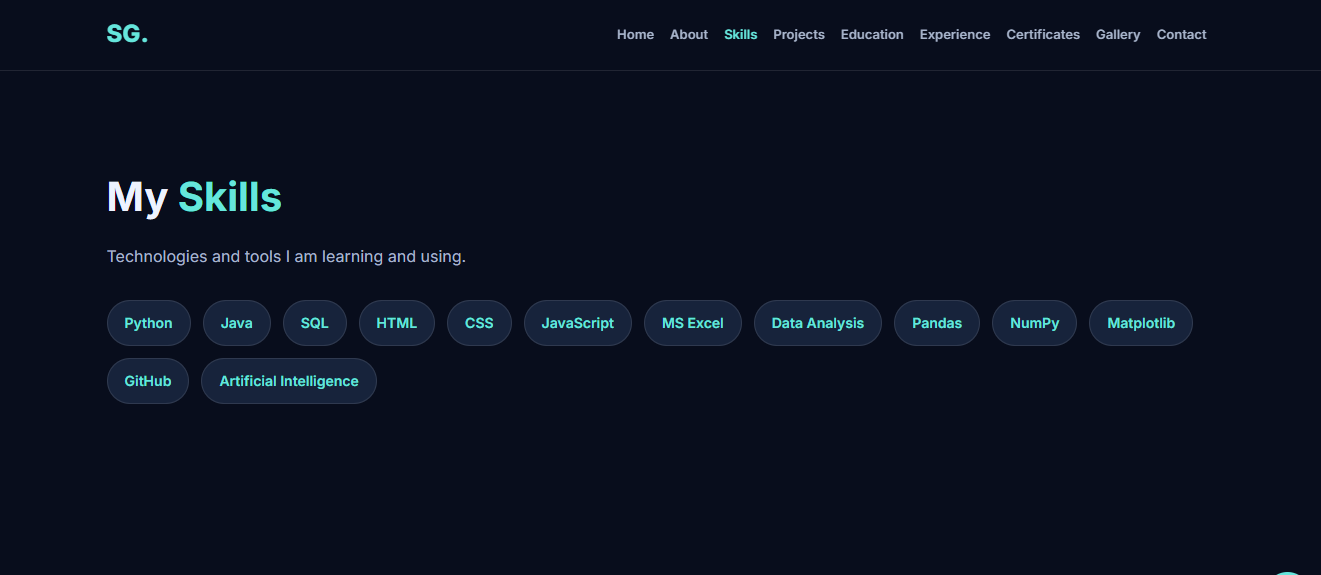 SG.
Home About Skills Projects Education Experience Certificates Gallery Contact
My Skills
Technologies and tools I am learning and using.
Python Java SQL HTML CSS JavaScript MS Excel Data Analysis Pandas NumPy Matplotlib
GitHub Artificial Intelligence